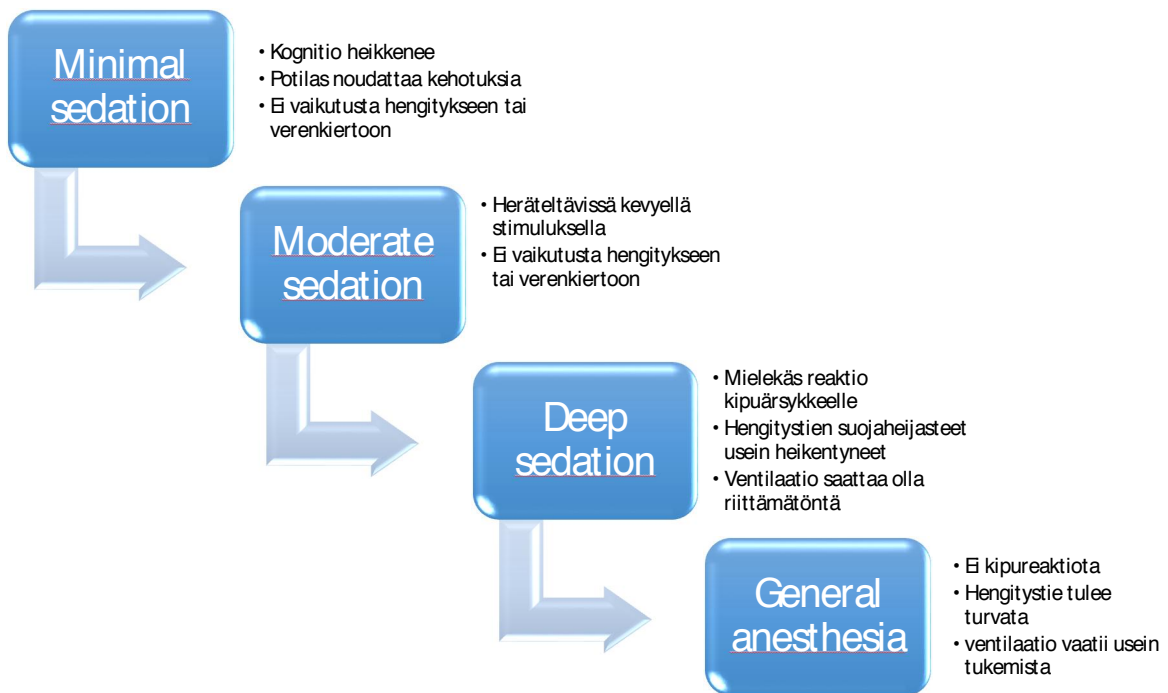 Minimal
sedation
• Kognitio heikkenee
• Potilas noudattaa kehotuksia
• Ei vaikutusta hengitykseen tai
verenkiertoon
Moderate
sedation
• Heräteltävissä kevyellä
stimuluksella
• Ei vaikutusta hengitykseen
tai verenkiertoon
Deep
sedation
• Mielekäs reaktio
kipuärsykkeelle
• Hengitystien suojaheijasteet
usein heikentyneet
• Ventilaatio saattaa olla
riittämätöntä
General
anesthesia
• Ei kipureaktiota
• Hengitystie tulee
turvata
• ventilaatio vaatii usein
tukemista